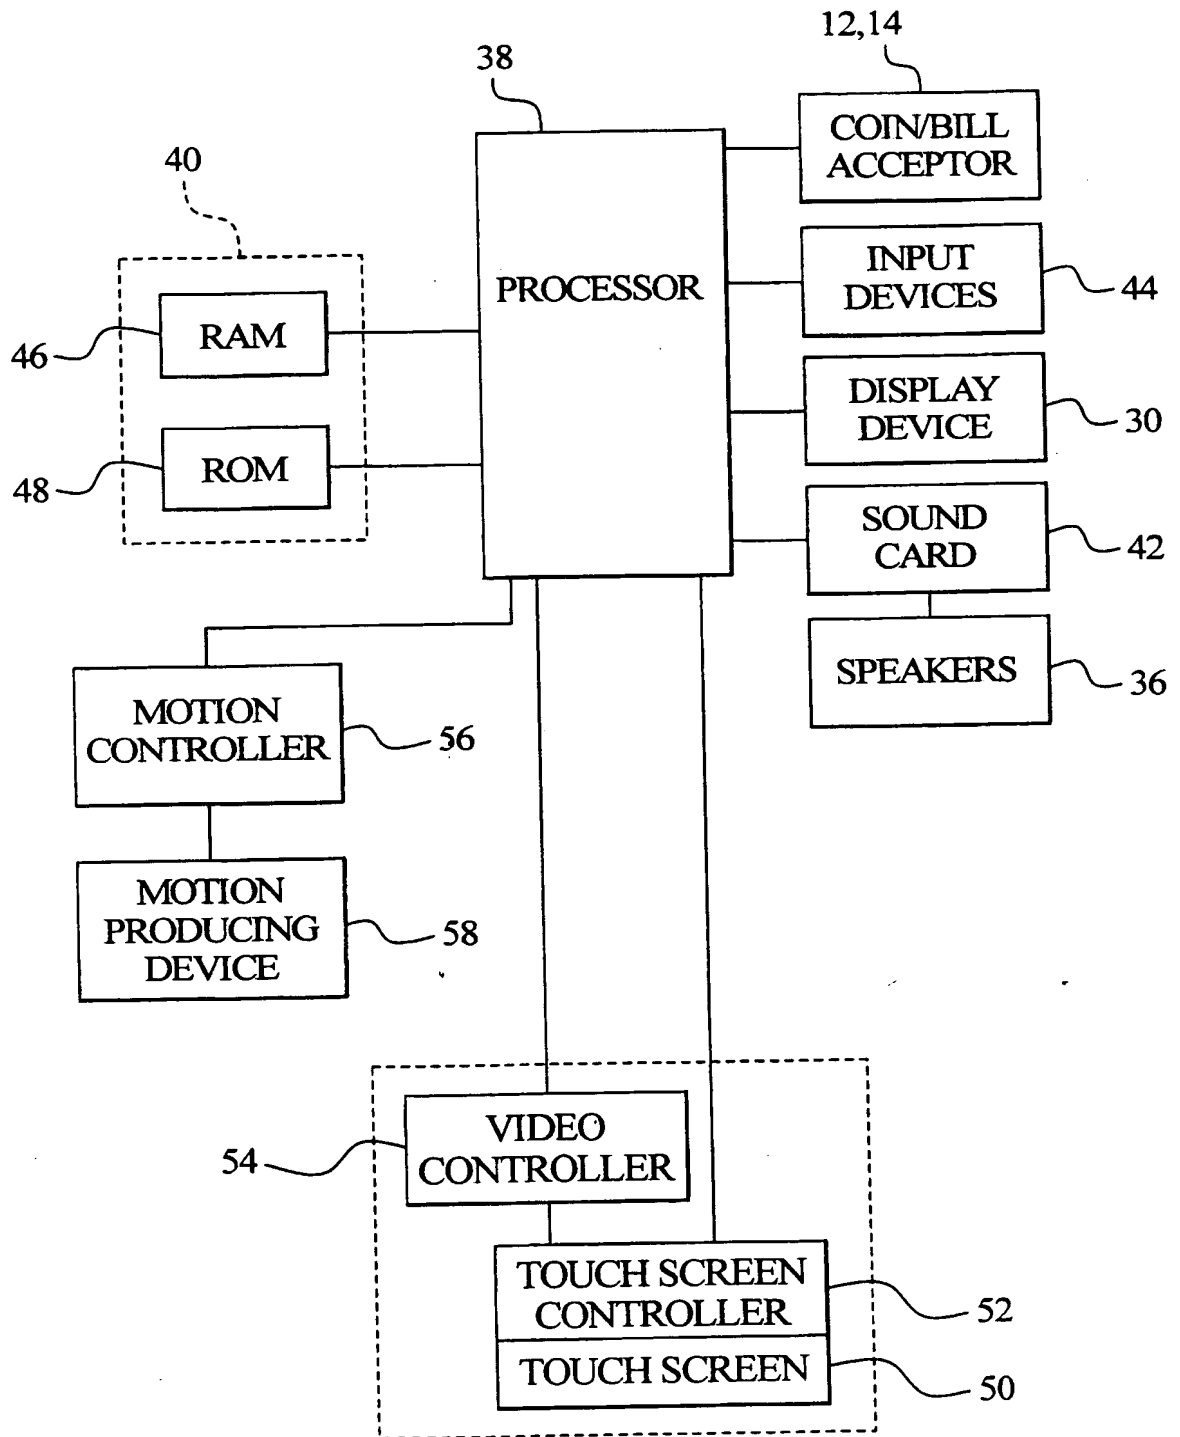 12,14
38
COIN/BILL
ACCEPTOR
40
INPUT
DEVICES
44
PROCESSOR
46
RAM
DISPLAY
DEVICE
30
48
ROM
SOUND
CARD
42
SPEAKERS
36
MOTION
CONTROLLER
56
MOTION
PRODUCING
DEVICE
58
54
VIDEO
CONTROLLER
TOUCH SCREEN
CONTROLLER
52
TOUCH SCREEN
50